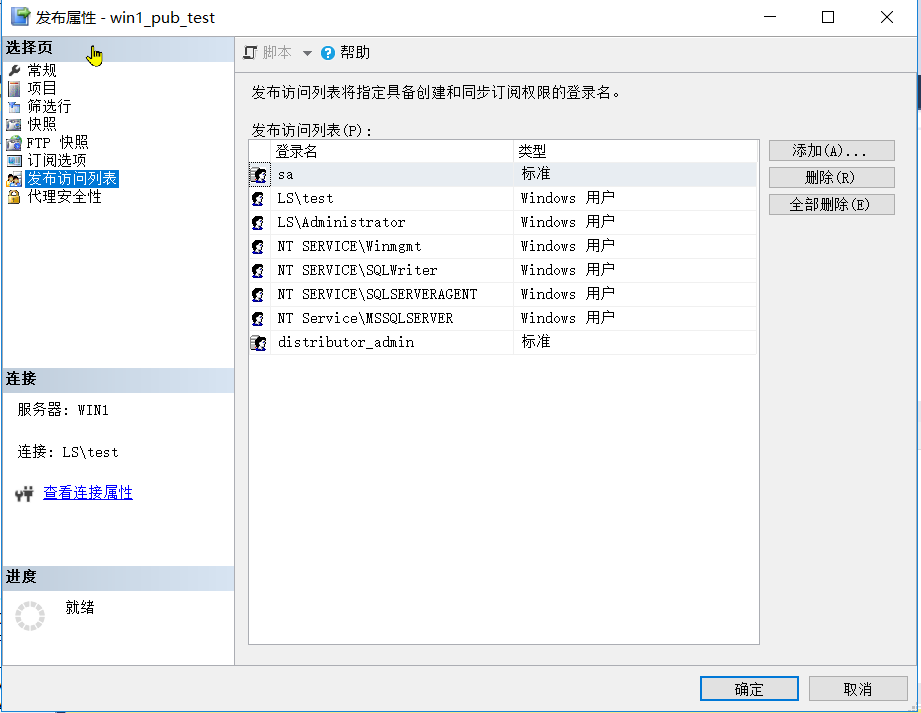 发布属性 - win1_pub_test
选择页
常规
项目
筛选行
快照
FTP 快照
订阅选项
发布访问列表
代理安全性
连接
服务器: WIN1
连接: LS\test
查看连接属性
进度
就绪
脚本 帮助
发布访问列表将指定具备创建和同步订阅权限的登录名。
发布访问列表(P):
登录名 类型
sa 标准
LS\test Windows 用户
LS\Administrator Windows 用户
NT SERVICE\Winmgmt Windows 用户
NT SERVICE\SQLWriter Windows 用户
NT SERVICE\SQLSERVERAGENT Windows 用户
NT Service\MSSQLSERVER Windows 用户
distributor_admin 标准
添加(A)...
删除(R)
全部删除(E)
确定 取消